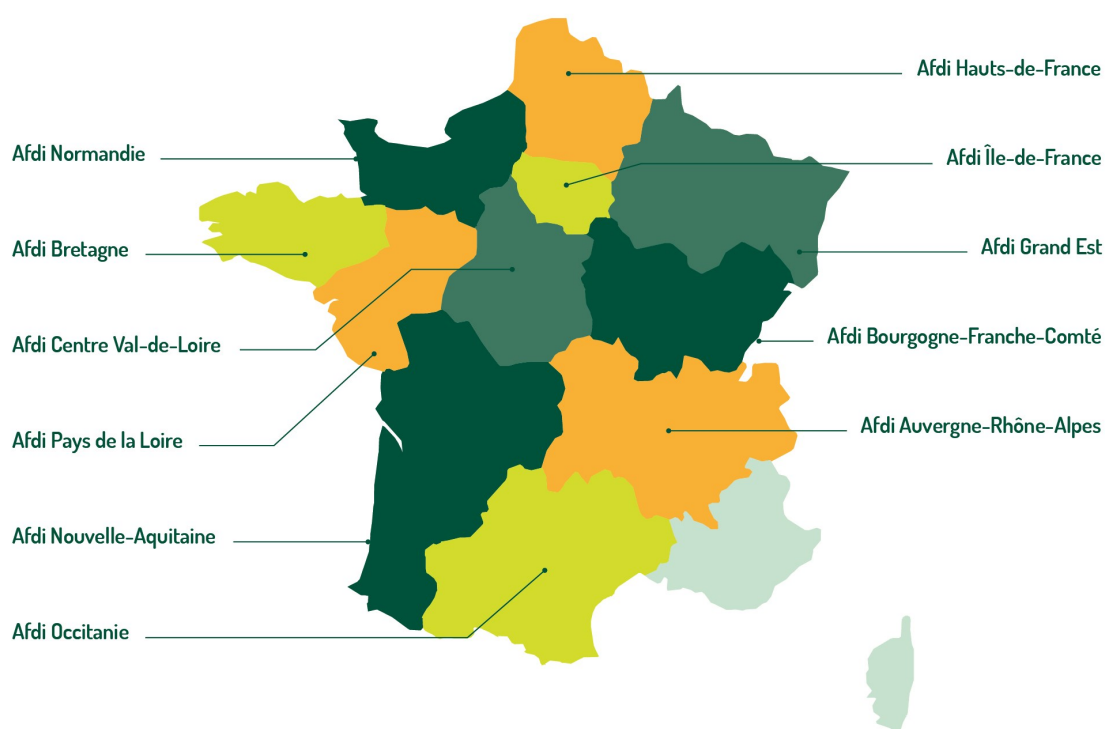 Afdi Hauts-de-France
Afdi Normandie
Afdi Île-de-France
Afdi Bretagne
Afdi Grand Est
Afdi Centre Val-de-Loire
Afdi Bourgogne-Franche-Comté
Afdi Pays de la Loire
Afdi Auvergne-Rhône-Alpes
Afdi Nouvelle-Aquitaine
Afdi Occitanie